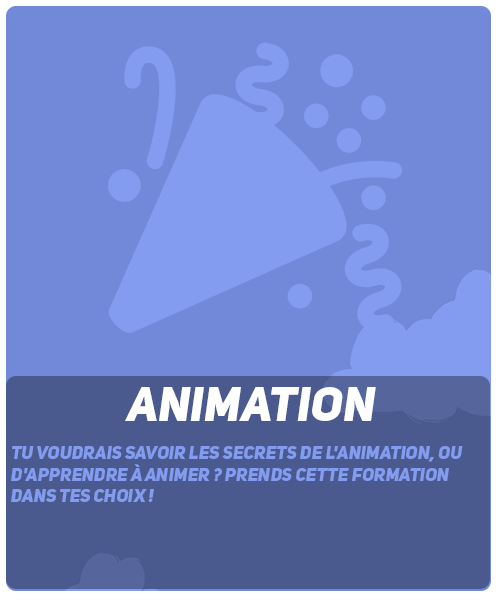 ANIMATION
TU VOUDRAIS SAVOIR LES SECRETS DE L'ANIMATION, OU
D'APPRENDRE À ANIMER ? PRENDS CETTE FORMATION
DANS TES CHOIX !